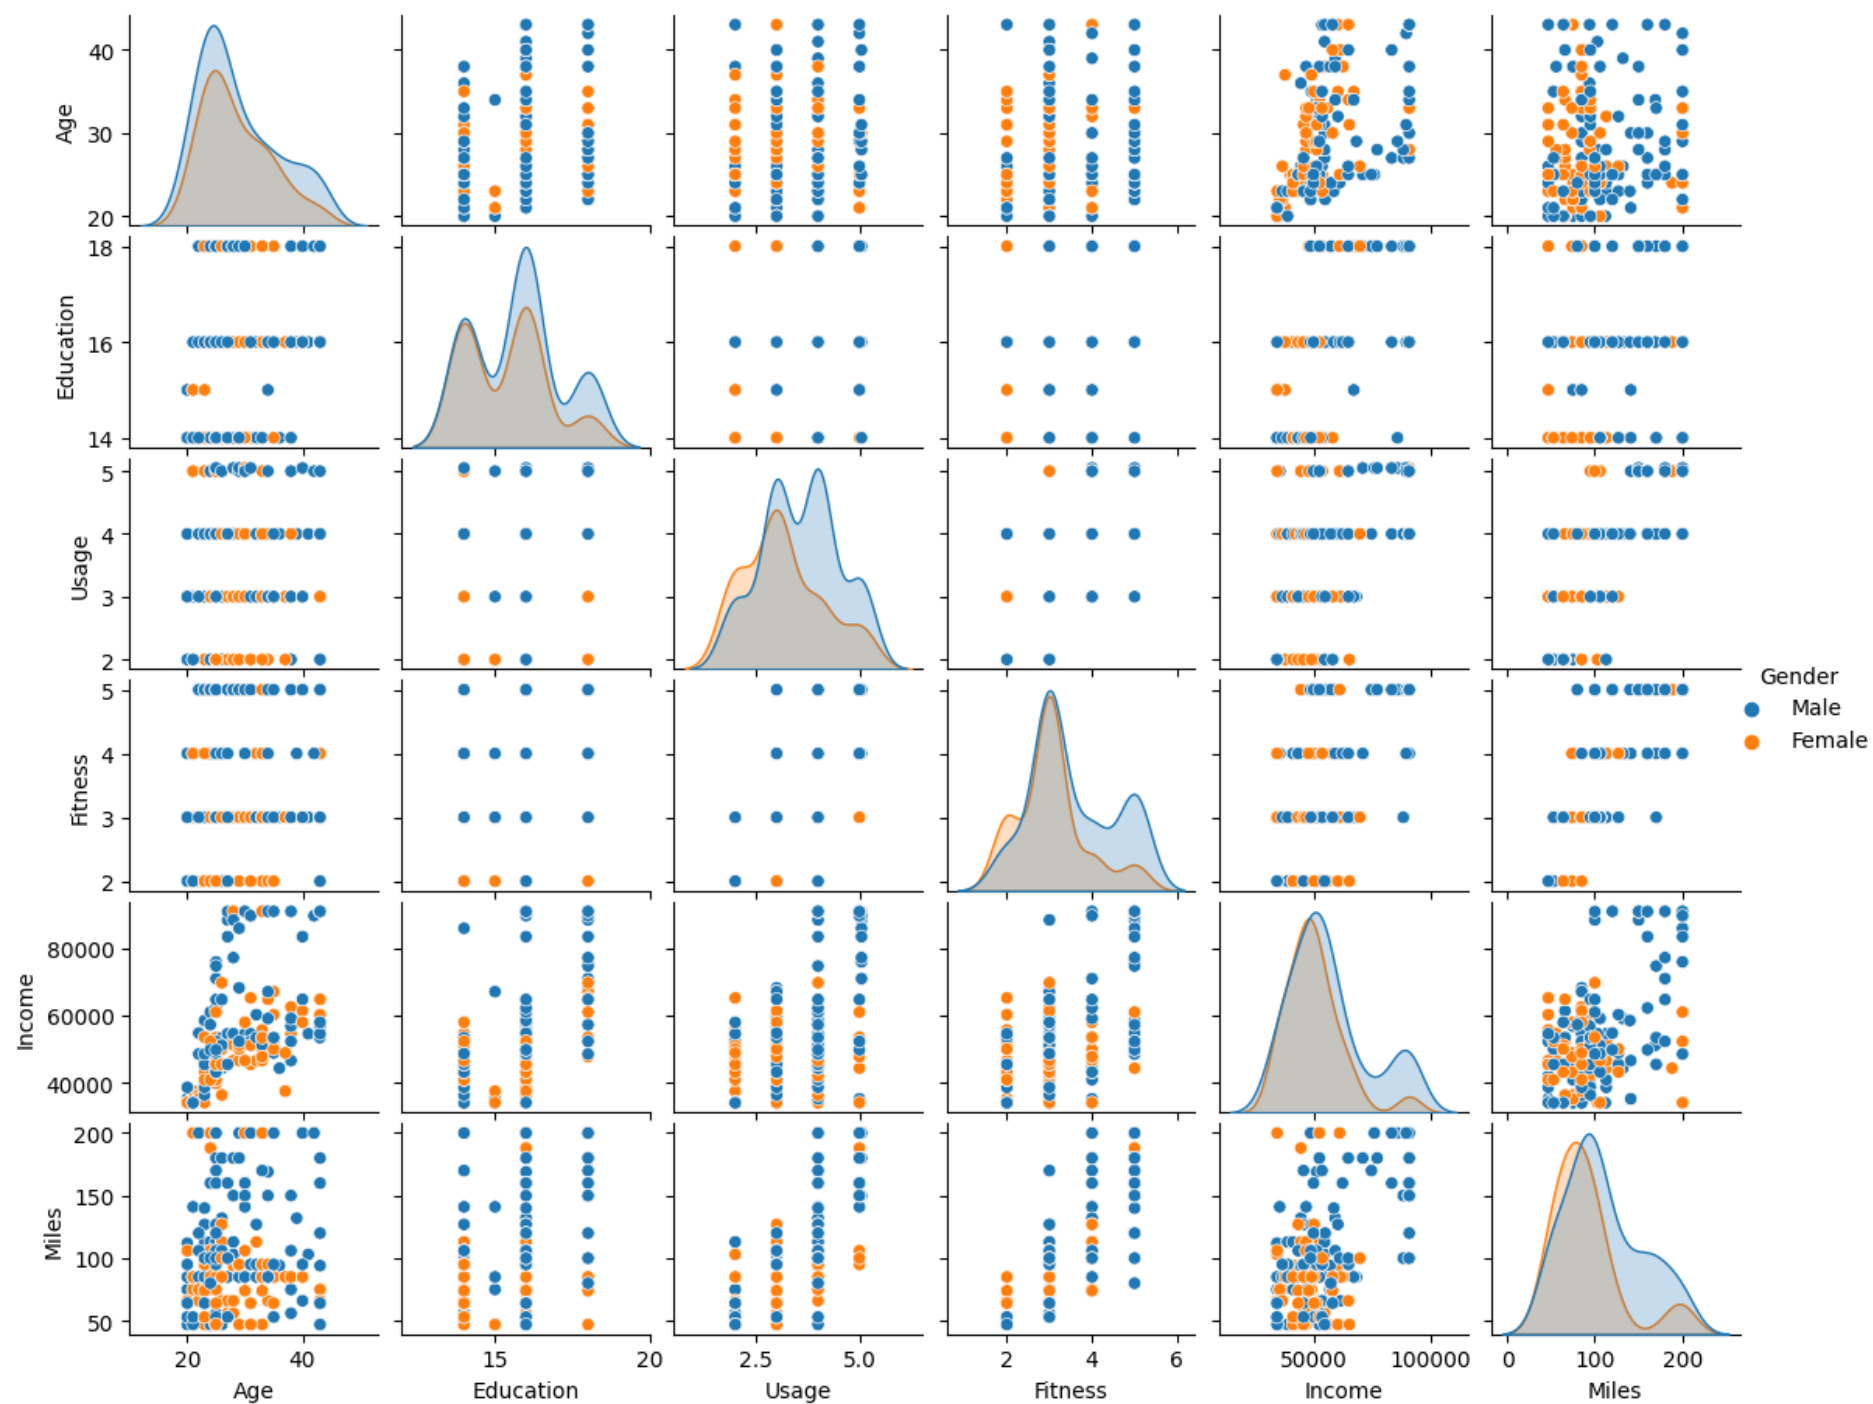 Age
40
30
20
Education
18
16
14
Usage
5
4
3
2
Fitness
5
4
3
2
Gender
Male
Female
Income
80000
60000
40000
Miles
200
150
100
50
20 40 15 20 2.5 5.0 2 4 6 50000 100000 0 100 200
Age Education Usage Fitness Income Miles